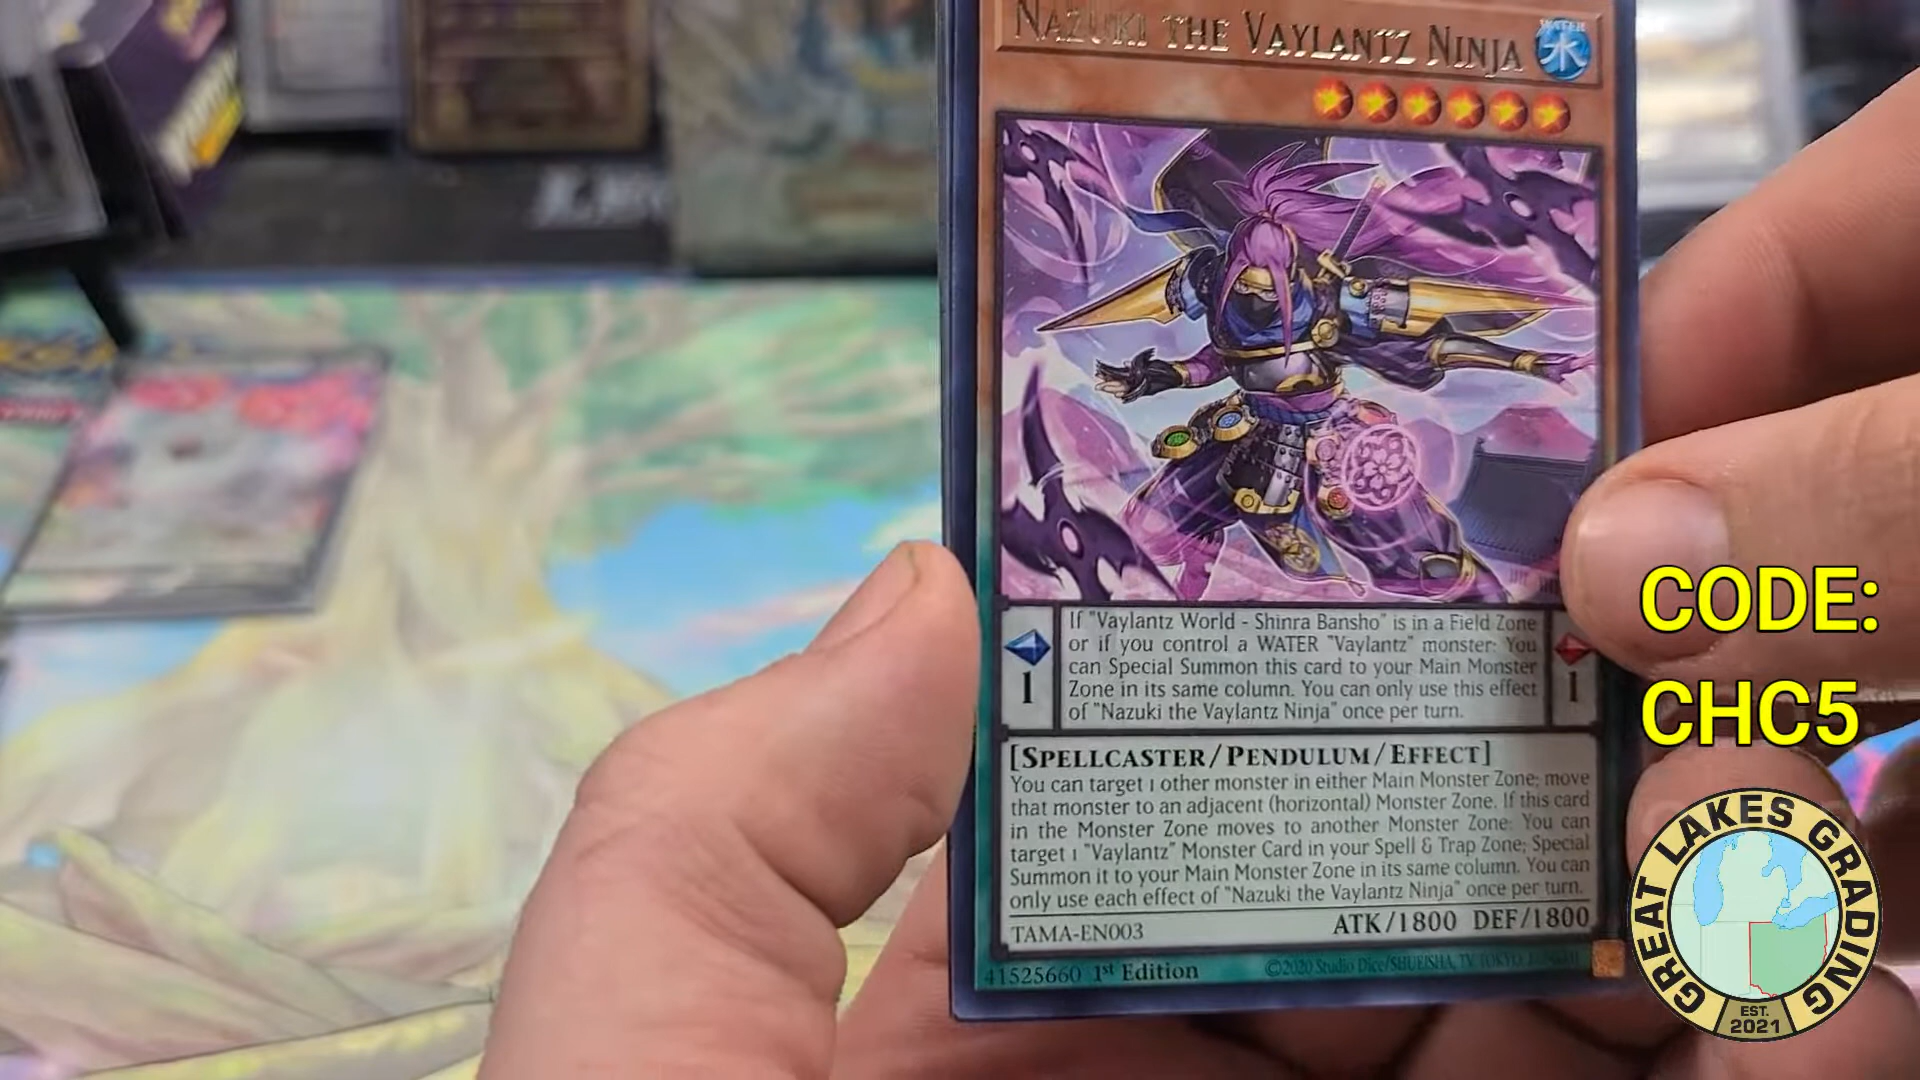 NAZUKI THE VAYLANTZ NINJA
WATER
水
If "Vaylantz World - Shinra Bansho" is in a Field Zone
or if you control a WATER "Vaylantz" monster: You
can Special Summon this card to your Main Monster
Zone in its same column. You can only use this effect
of "Nazuki the Vaylantz Ninja" once per turn.
1
1
[SPELLCASTER/PENDULUM/EFFECT]
You can target 1 other monster in either Main Monster Zone; move
that monster to an adjacent (horizontal) Monster Zone. If this card
in the Monster Zone moves to another Monster Zone: You can
target 1 "Vaylantz" Monster Card in your Spell & Trap Zone; Special
Summon it to your Main Monster Zone in its same column. You can
only use each effect of "Nazuki the Vaylantz Ninja" once per turn.
ATK/1800 DEF/1800
TAMA-EN003
41525660 1st Edition
©2020 Studio Dice/SHUEISHA, TV TOKYO, KONAMI
CODE:
CHC5
GREAT LAKES GRADING
EST.
2021